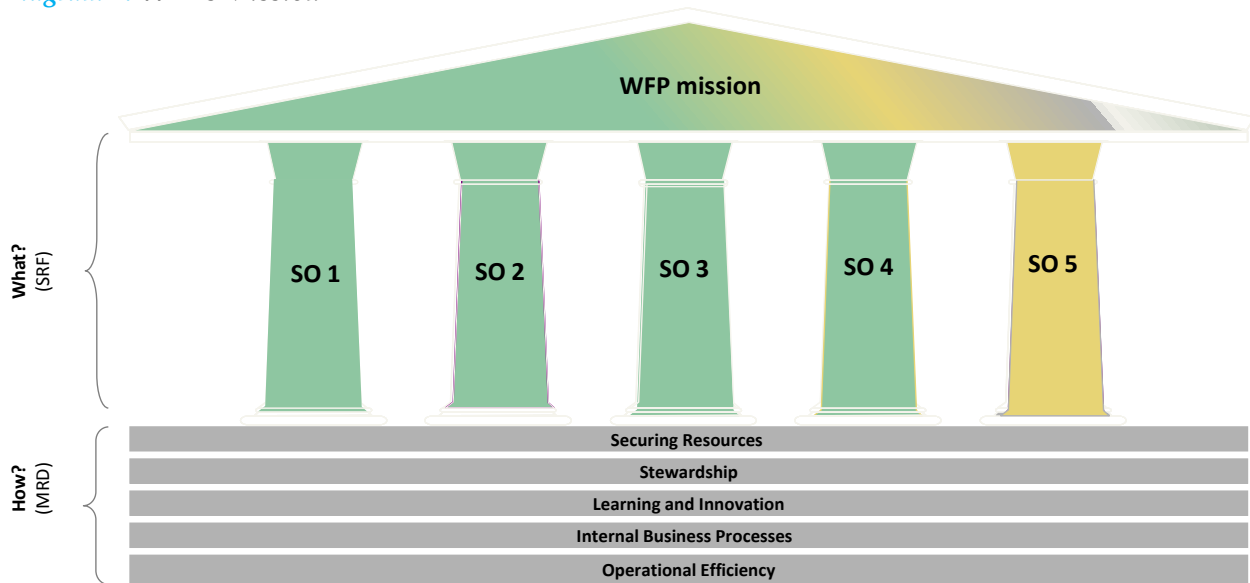 WFP mission
What?
(SRF)
SO 1
SO 2
SO 3
SO 4
SO 5
How?
(MRD)
Securing Resources
Stewardship
Learning and Innovation
Internal Business Processes
Operational Efficiency